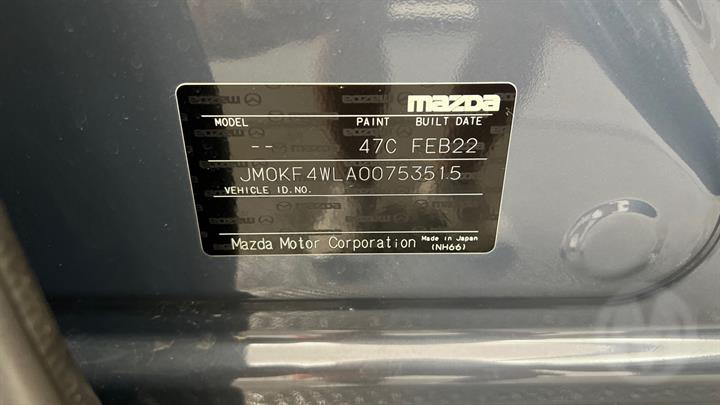 mazda
MODEL PAINT BUILT DATE
-- 47C FEB22
JM0KF4WLA00753515
VEHICLE ID.NO.
Mazda Motor Corporation Made in Japan (NH66)